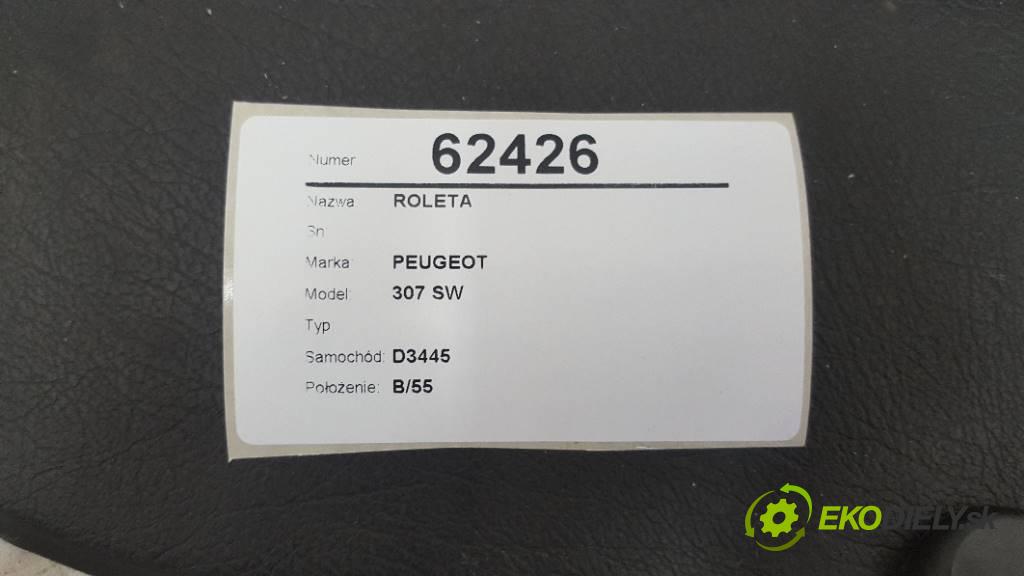 Numer 62426
Nazwa ROLETA
Sn
Marka PEUGEOT
Model: 307 SW
Typ
Samochód: D3445
Położenie: B/55
EKODIELY.sk